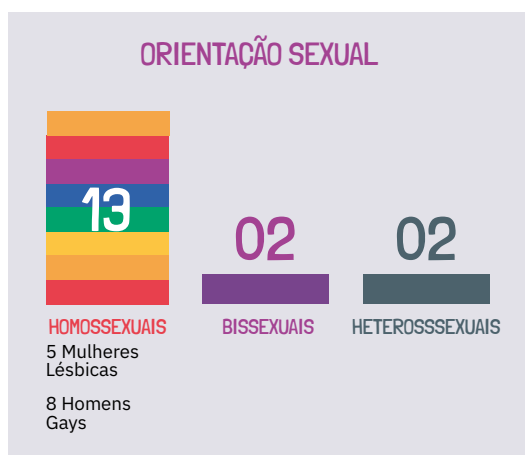 ORIENTAÇÃO SEXUAL
13
02
02
HOMOSSEXUAIS
BISSEXUAIS
HETEROSSSEXUAIS
5 Mulheres
Lésbicas
8 Homens
Gays